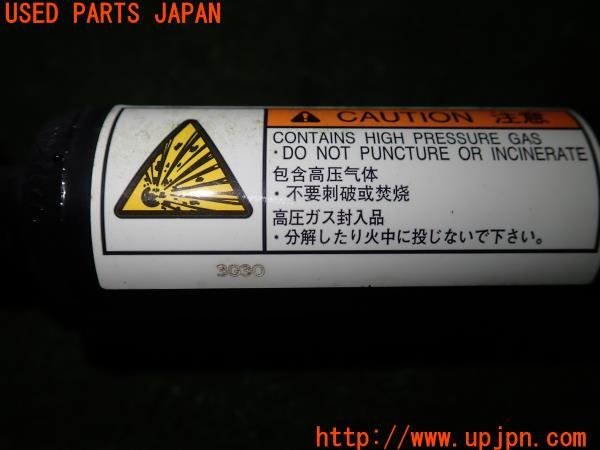 USED PARTS JAPAN
CAUTION 注意
CONTAINS HIGH PRESSURE GAS
·DO NOT PUNCTURE OR INCINERATE
包含高压气体
·不要刺破或焚烧
高圧ガス封入品
·分解したり火中に投じないで下さい。
3G30
http://www.upjpn.com/